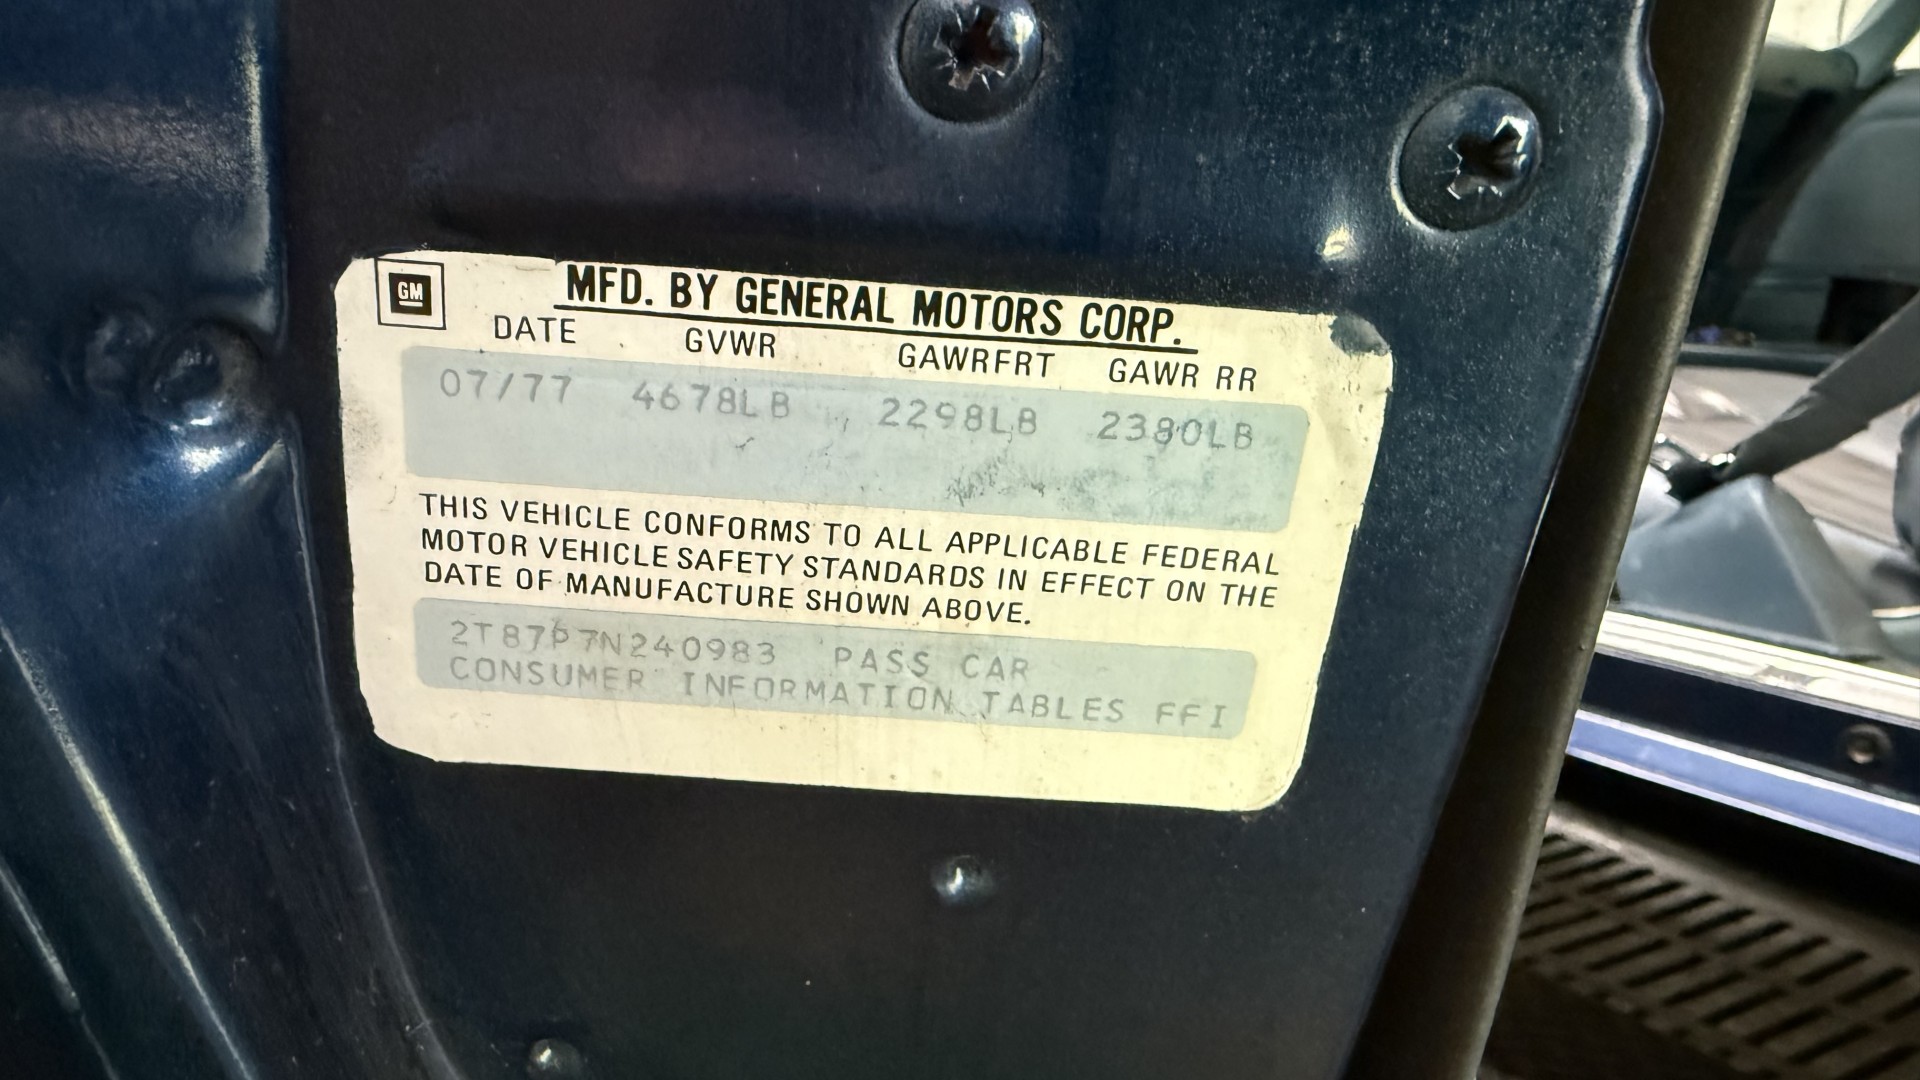 GM
MFD. BY GENERAL MOTORS CORP.
DATE GVWR GAWRFRT GAWR RR
07/77 4678LB 2298LB 2380LB
THIS VEHICLE CONFORMS TO ALL APPLICABLE FEDERAL
MOTOR VEHICLE SAFETY STANDARDS IN EFFECT ON THE
DATE OF MANUFACTURE SHOWN ABOVE.
2T87P7N240983 PASS CAR
CONSUMER INFORMATION TABLES FFI